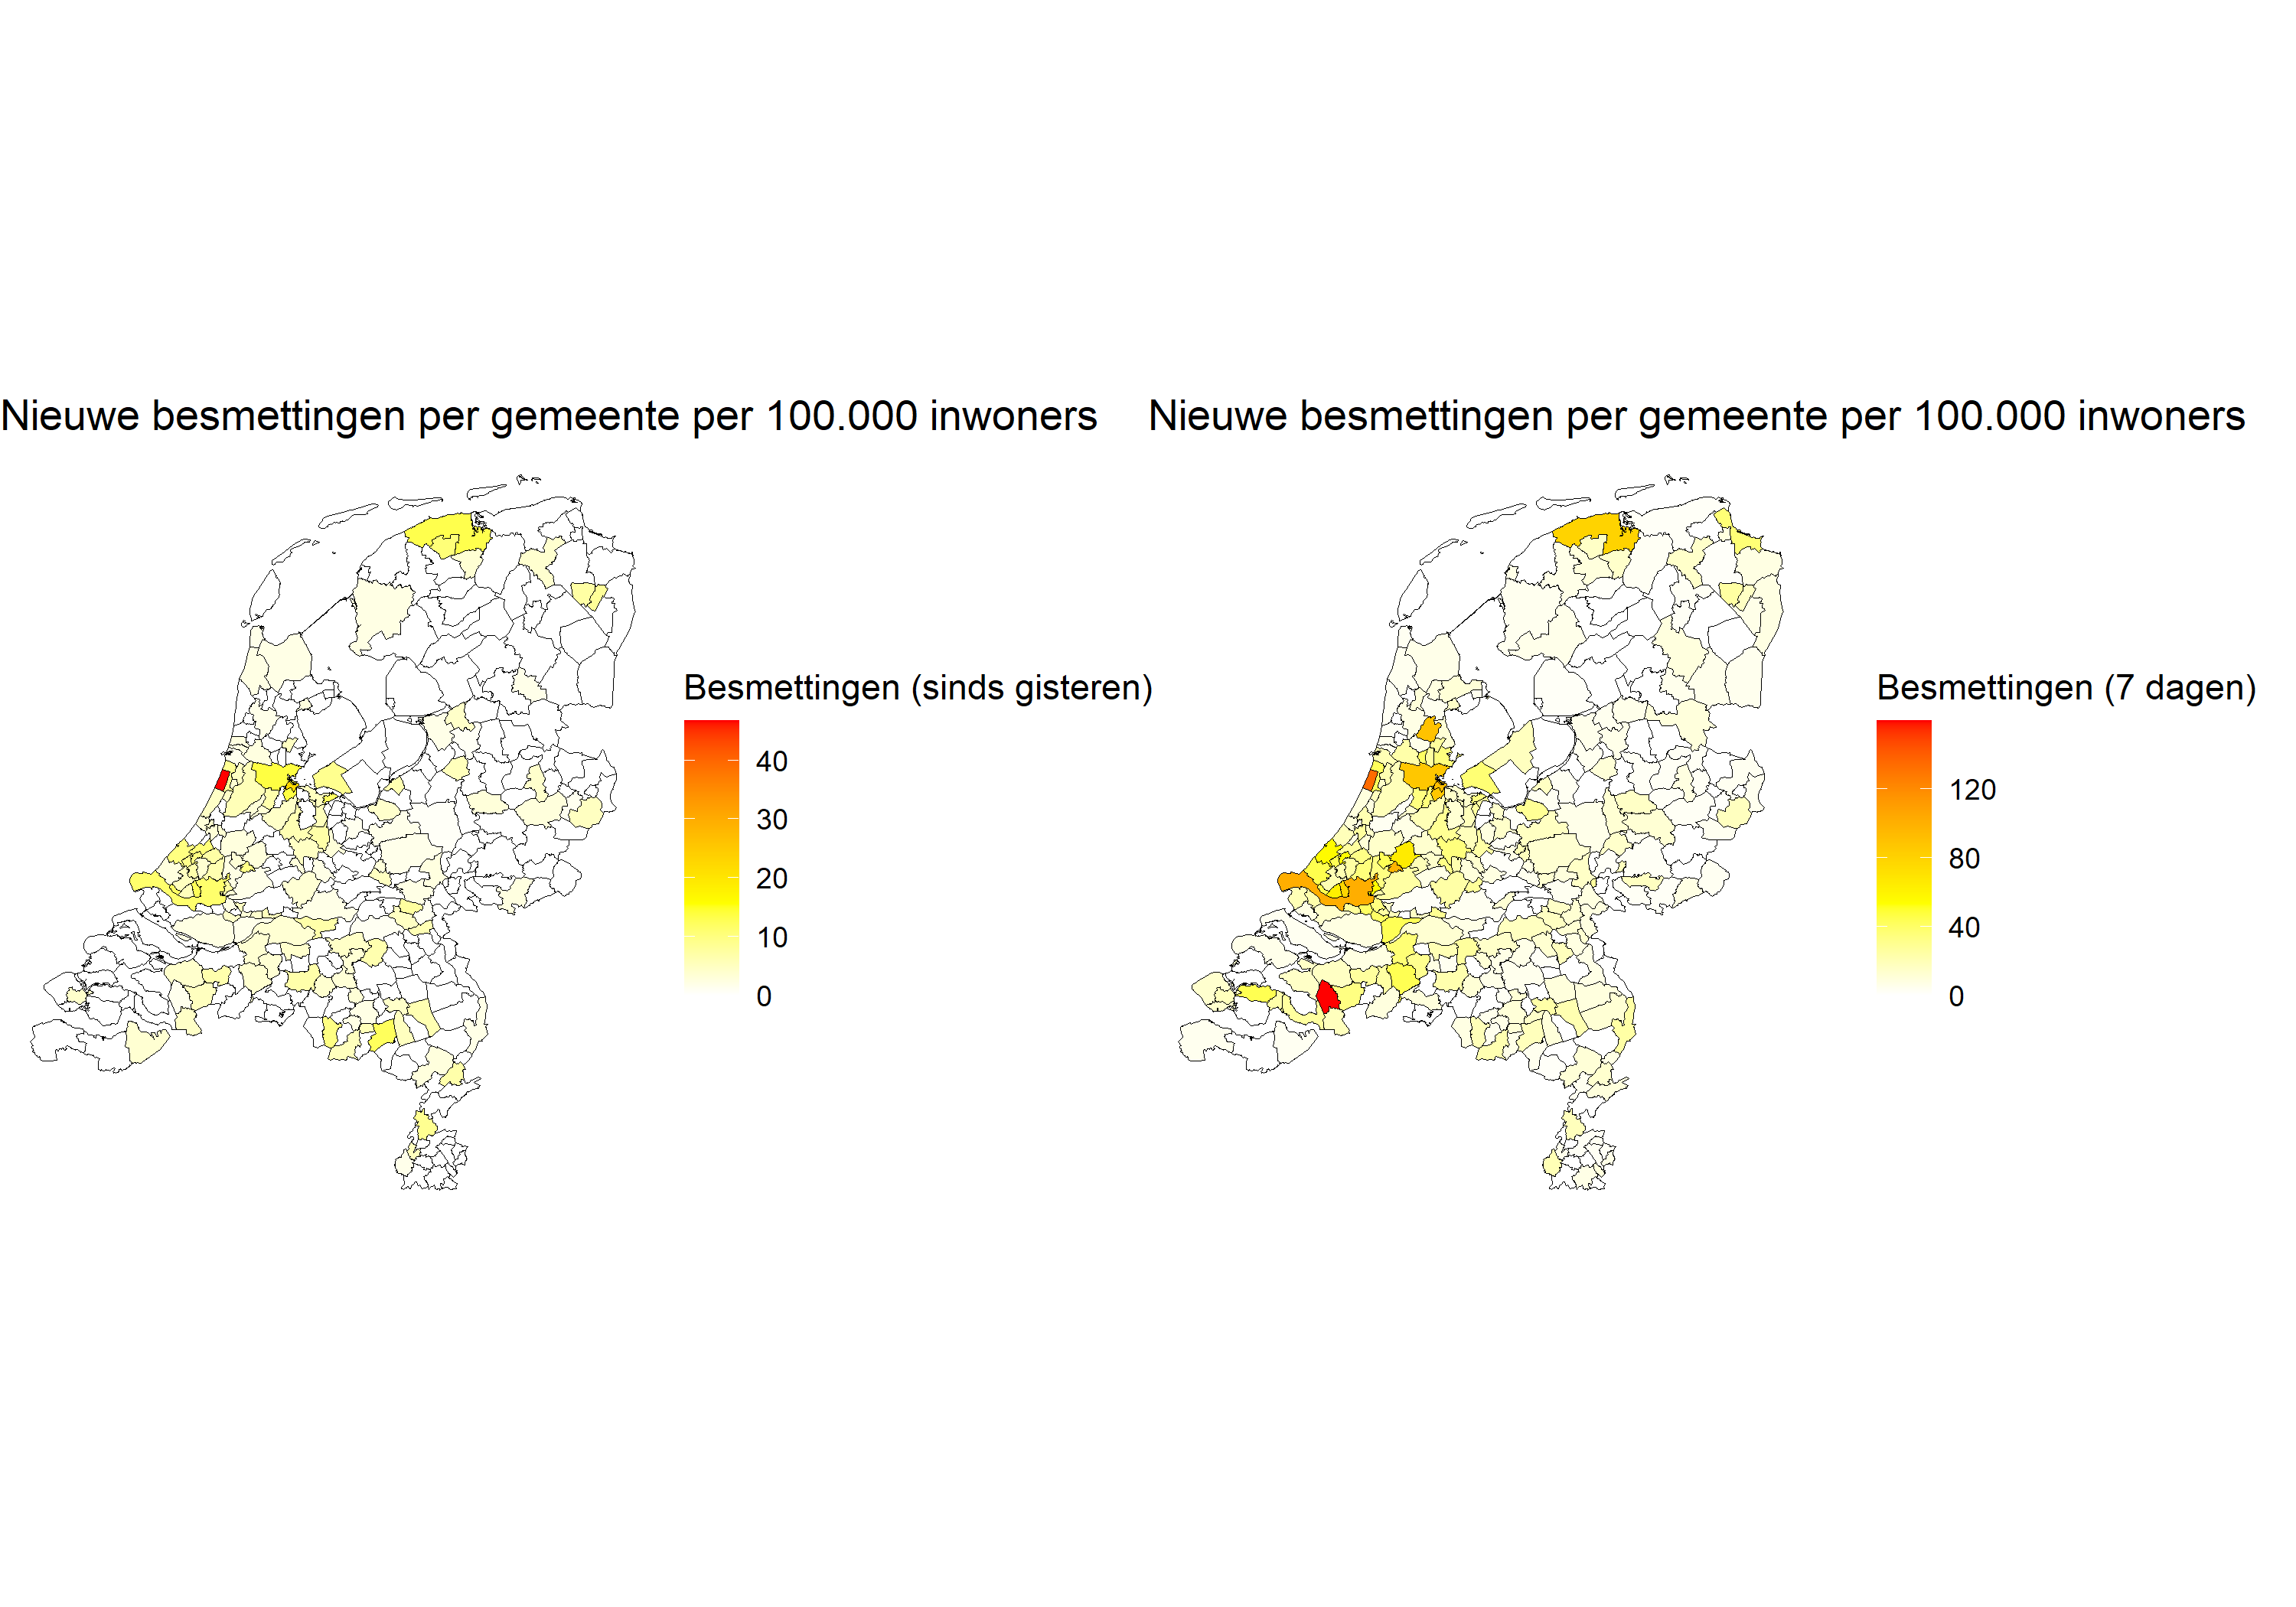 Nieuwe besmettingen per gemeente per 100.000 inwoners
Besmettingen (sinds gisteren)
40
30
20
10
0
Nieuwe besmettingen per gemeente per 100.000 inwoners
Besmettingen (7 dagen)
120
80
40
0